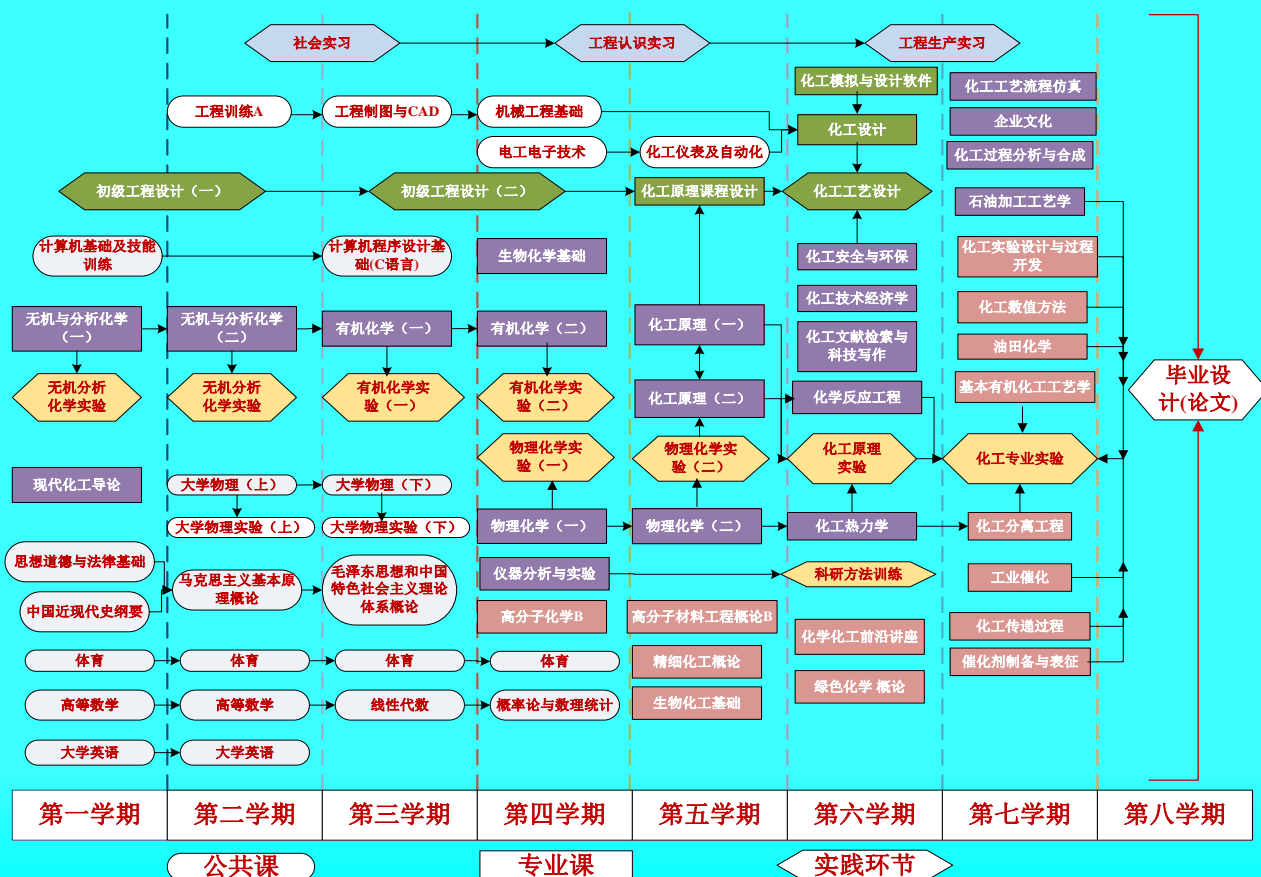 社会实习
工程认识实习
工程生产实习
化工模拟与设计软件
化工工艺流程仿真
工程训练A
工程制图与CAD
机械工程基础
化工设计
企业文化
电工电子技术
化工仪表及自动化
化工过程分析与合成
初级工程设计（一）
初级工程设计（二）
化工原理课程设计
化工工艺设计
石油加工工艺学
计算机基础及技能
训练
计算机程序设计基
础(C语言)
生物化学基础
化工安全与环保
化工实验设计与过程
开发
化工技术经济学
化工数值方法
无机与分析化学
（一）
无机与分析化学
（二）
有机化学（一）
有机化学（二）
化工原理（一）
化工文献检索与
科技写作
油田化学
无机分析
化学实验
无机分析
化学实验
有机化学实
验（一）
有机化学实
验（二）
化工原理（二）
化学反应工程
基本有机化工工艺学
毕业设
计(论文)
物理化学实
验（一）
物理化学实
验（二）
化工原理
实验
化工专业实验
现代化工导论
大学物理（上）
大学物理（下）
大学物理实验（上）
大学物理实验（下）
物理化学（一）
物理化学（二）
化工热力学
化工分离工程
思想道德与法律基础
马克思主义基本原
理概论
毛泽东思想和中国
特色社会主义理论
体系概论
仪器分析与实验
科研方法训练
工业催化
中国近现代史纲要
高分子化学B
高分子材料工程概论B
化学化工前沿讲座
化工传递过程
体育
体育
体育
体育
精细化工概论
催化剂制备与表征
高等数学
高等数学
线性代数
概率论与数理统计
生物化工基础
绿色化学 概论
大学英语
大学英语
第一学期
第二学期
第三学期
第四学期
第五学期
第六学期
第七学期
第八学期
公共课
专业课
实践环节